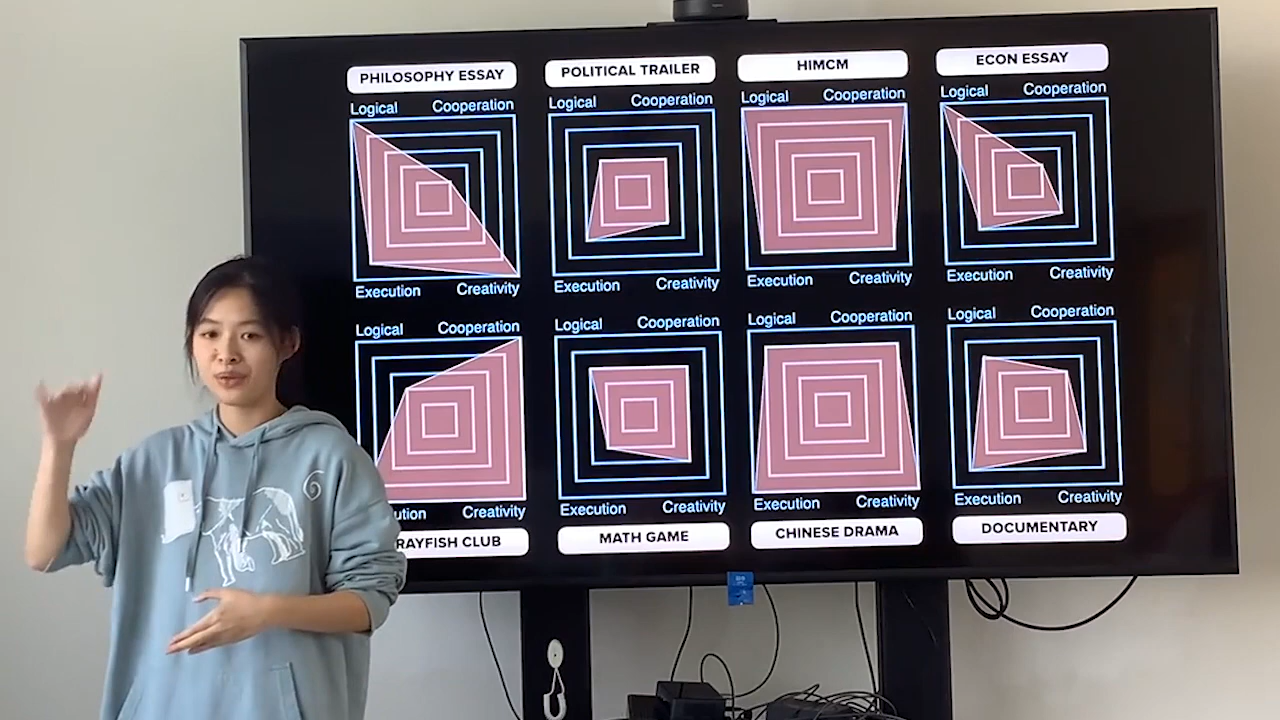 PHILOSOPHY ESSAY
POLITICAL TRAILER
HIMCM
ECON ESSAY
Logical Cooperation
Logical Cooperation
Logical Cooperation
Logical Cooperation
Execution Creativity
Execution Creativity
Execution Creativity
Execution Creativity
Logical Cooperation
Logical Cooperation
Logical Cooperation
Logical Cooperation
Creativity
Execution Creativity
Execution Creativity
Execution Creativity
CLUB
MATH GAME
CHINESE DRAMA
DOCUMENTARY